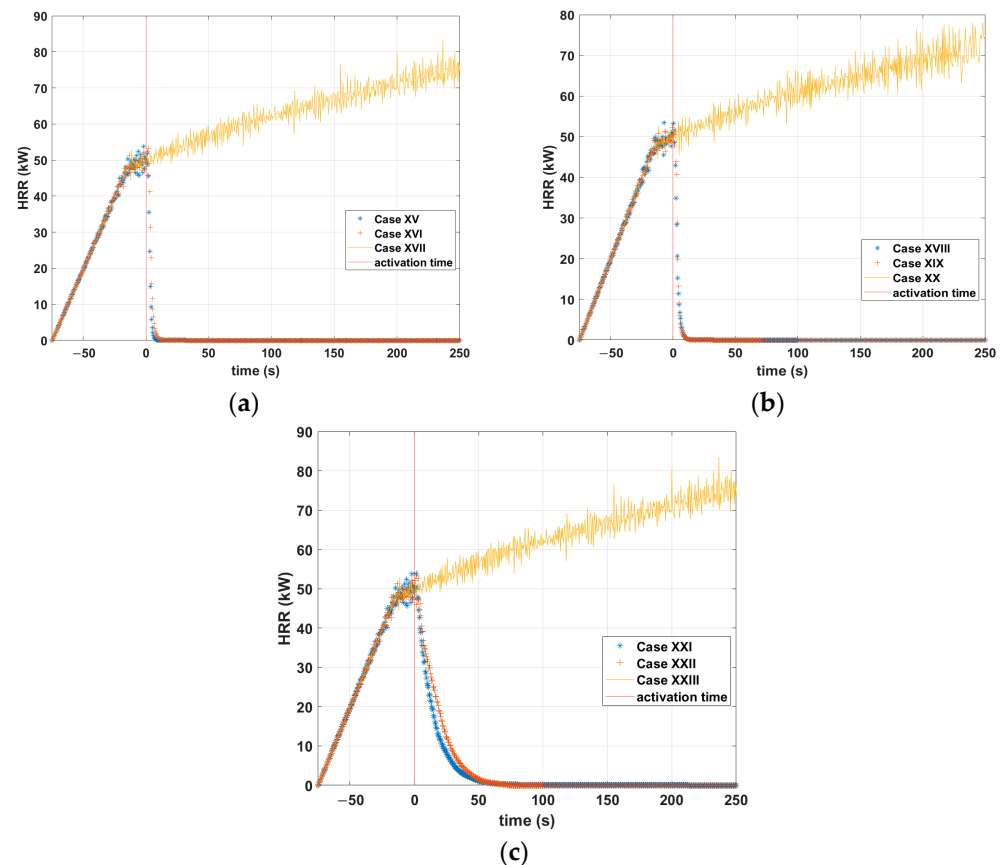 90
80
70
60
50
40
30
20
10
0
HRR (kW)
Case XV
Case XVI
Case XVII
activation time
−50 0 50 100 150 200 250
time (s)
(a)
80
70
60
50
40
30
20
10
0
HRR (kW)
Case XVIII
Case XIX
Case XX
activation time
−50 0 50 100 150 200 250
time (s)
(b)
90
80
70
60
50
40
30
20
10
0
HRR (kW)
Case XXI
Case XXII
Case XXIII
activation time
−50 0 50 100 150 200 250
time (s)
(c)